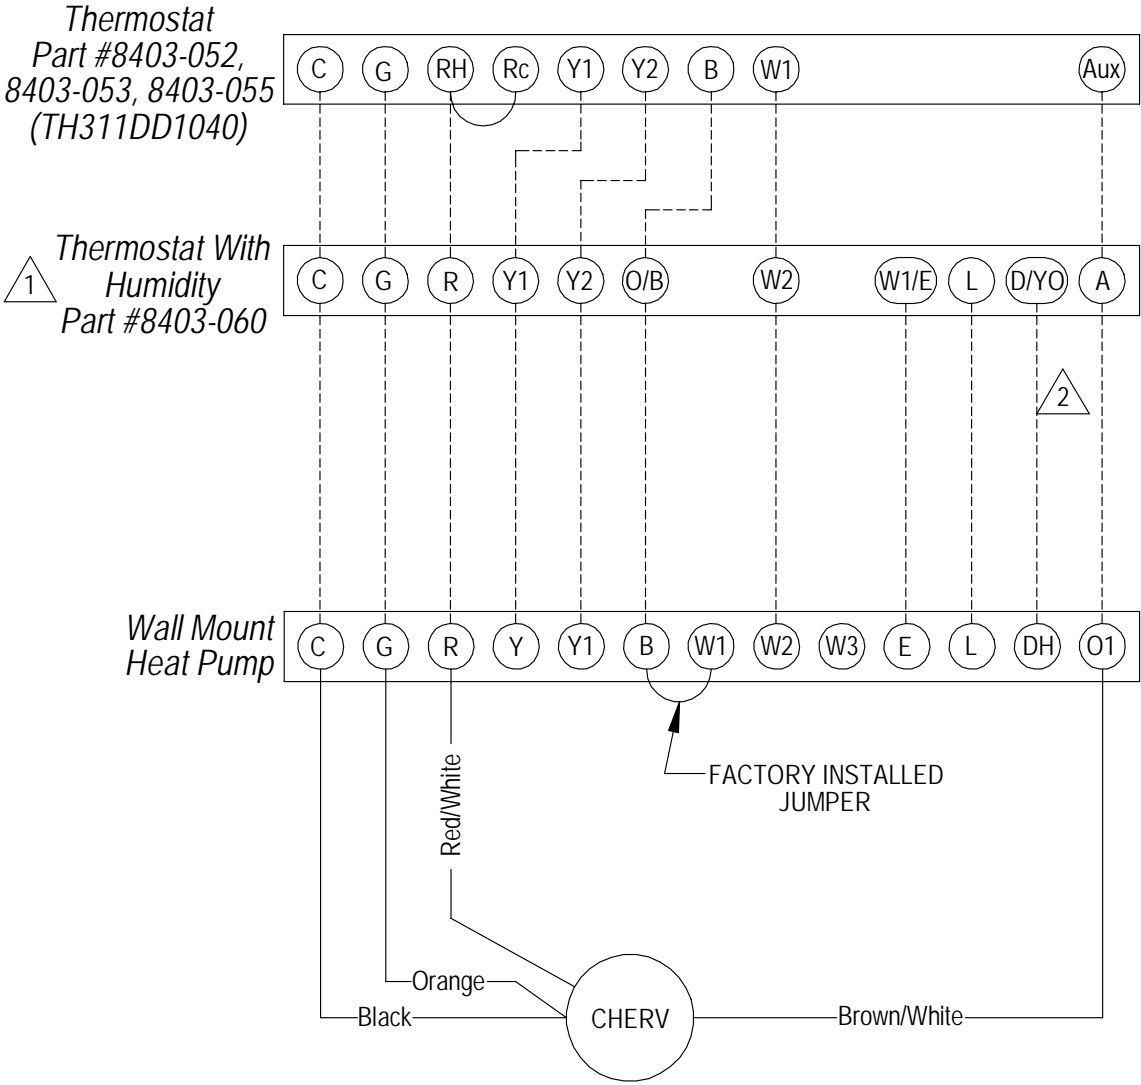 Thermostat
Part #8403-052,
8403-053, 8403-055
(TH311DD1040)
C G RH Rc Y1 Y2 B W1 Aux
1
Thermostat With
Humidity
Part #8403-060
C G R Y1 Y2 O/B W2 W1/E L D/YO A
2
Wall Mount
Heat Pump
C G R Y Y1 B W1 W2 W3 E L DH O1
Red/White
FACTORY INSTALLED
JUMPER
Orange
Black
CHERV
Brown/White